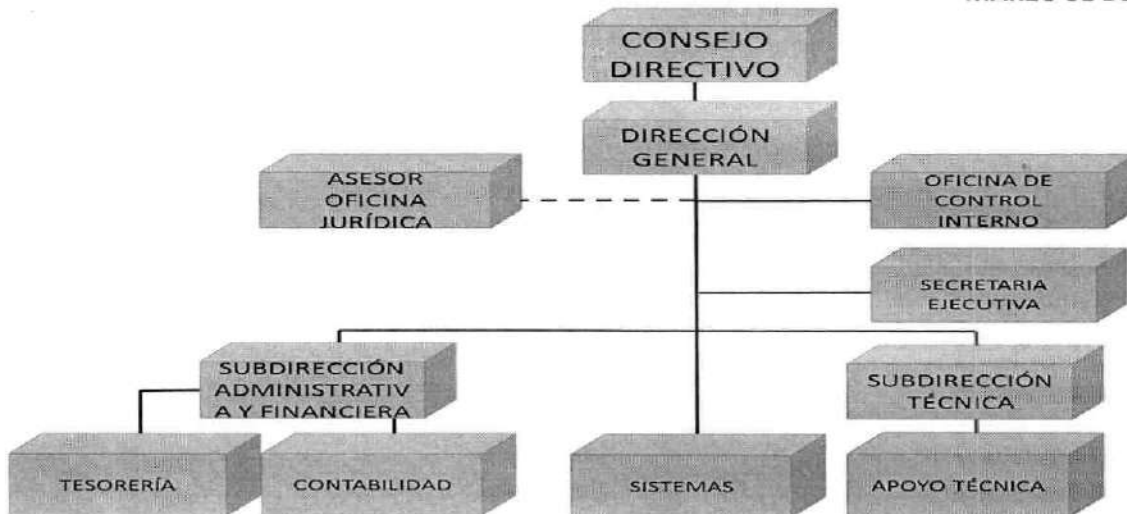 CONSEJO
DIRECTIVO
DIRECCIÓN
GENERAL
ASESOR
OFICINA
JURÍDICA
OFICINA DE
CONTROL
INTERNO
SECRETARIA
EJECUTIVA
SUBDIRECCIÓN
ADMINISTRATIV
A Y FINANCIERA
SUBDIRECCIÓN
TÉCNICA
TESORERÍA
CONTABILIDAD
SISTEMAS
APOYO TÉCNICA